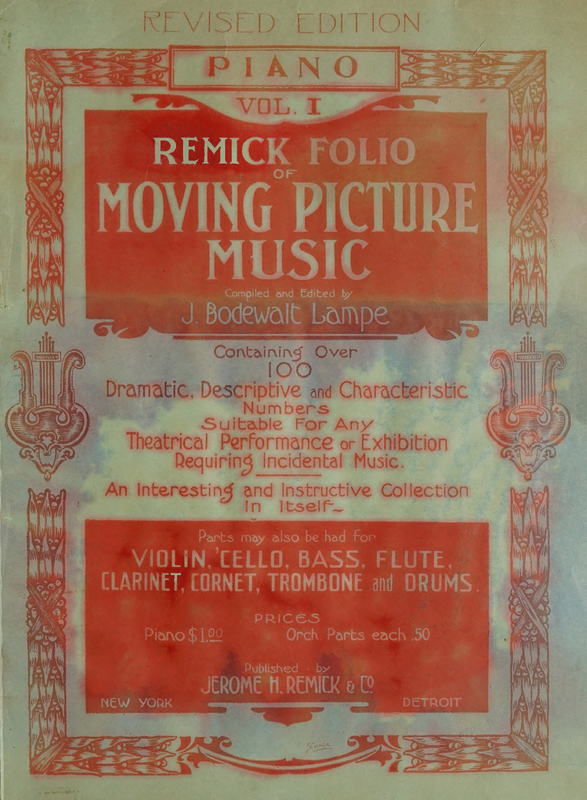 REVISED EDITION
PIANO
VOL. I
REMICK FOLIO
OF
MOVING PICTURE
MUSIC
Compiled and Edited by
J. Bodewalt Lampe
Containing Over
100
Dramatic, Descriptive and Characteristic
Numbers
Suitable For Any
Theatrical Performance or Exhibition
Requiring Incidental Music.
An Interesting and Instructive Collection
In Itself~
Parts may also be had for
VIOLIN, 'CELLO, BASS, FLUTE,
CLARINET, CORNET, TROMBONE and DRUMS.
PRICES
Piano $1.00 Orch Parts each .50
Published by
JEROME H. REMICK & Co.
NEW YORK DETROIT